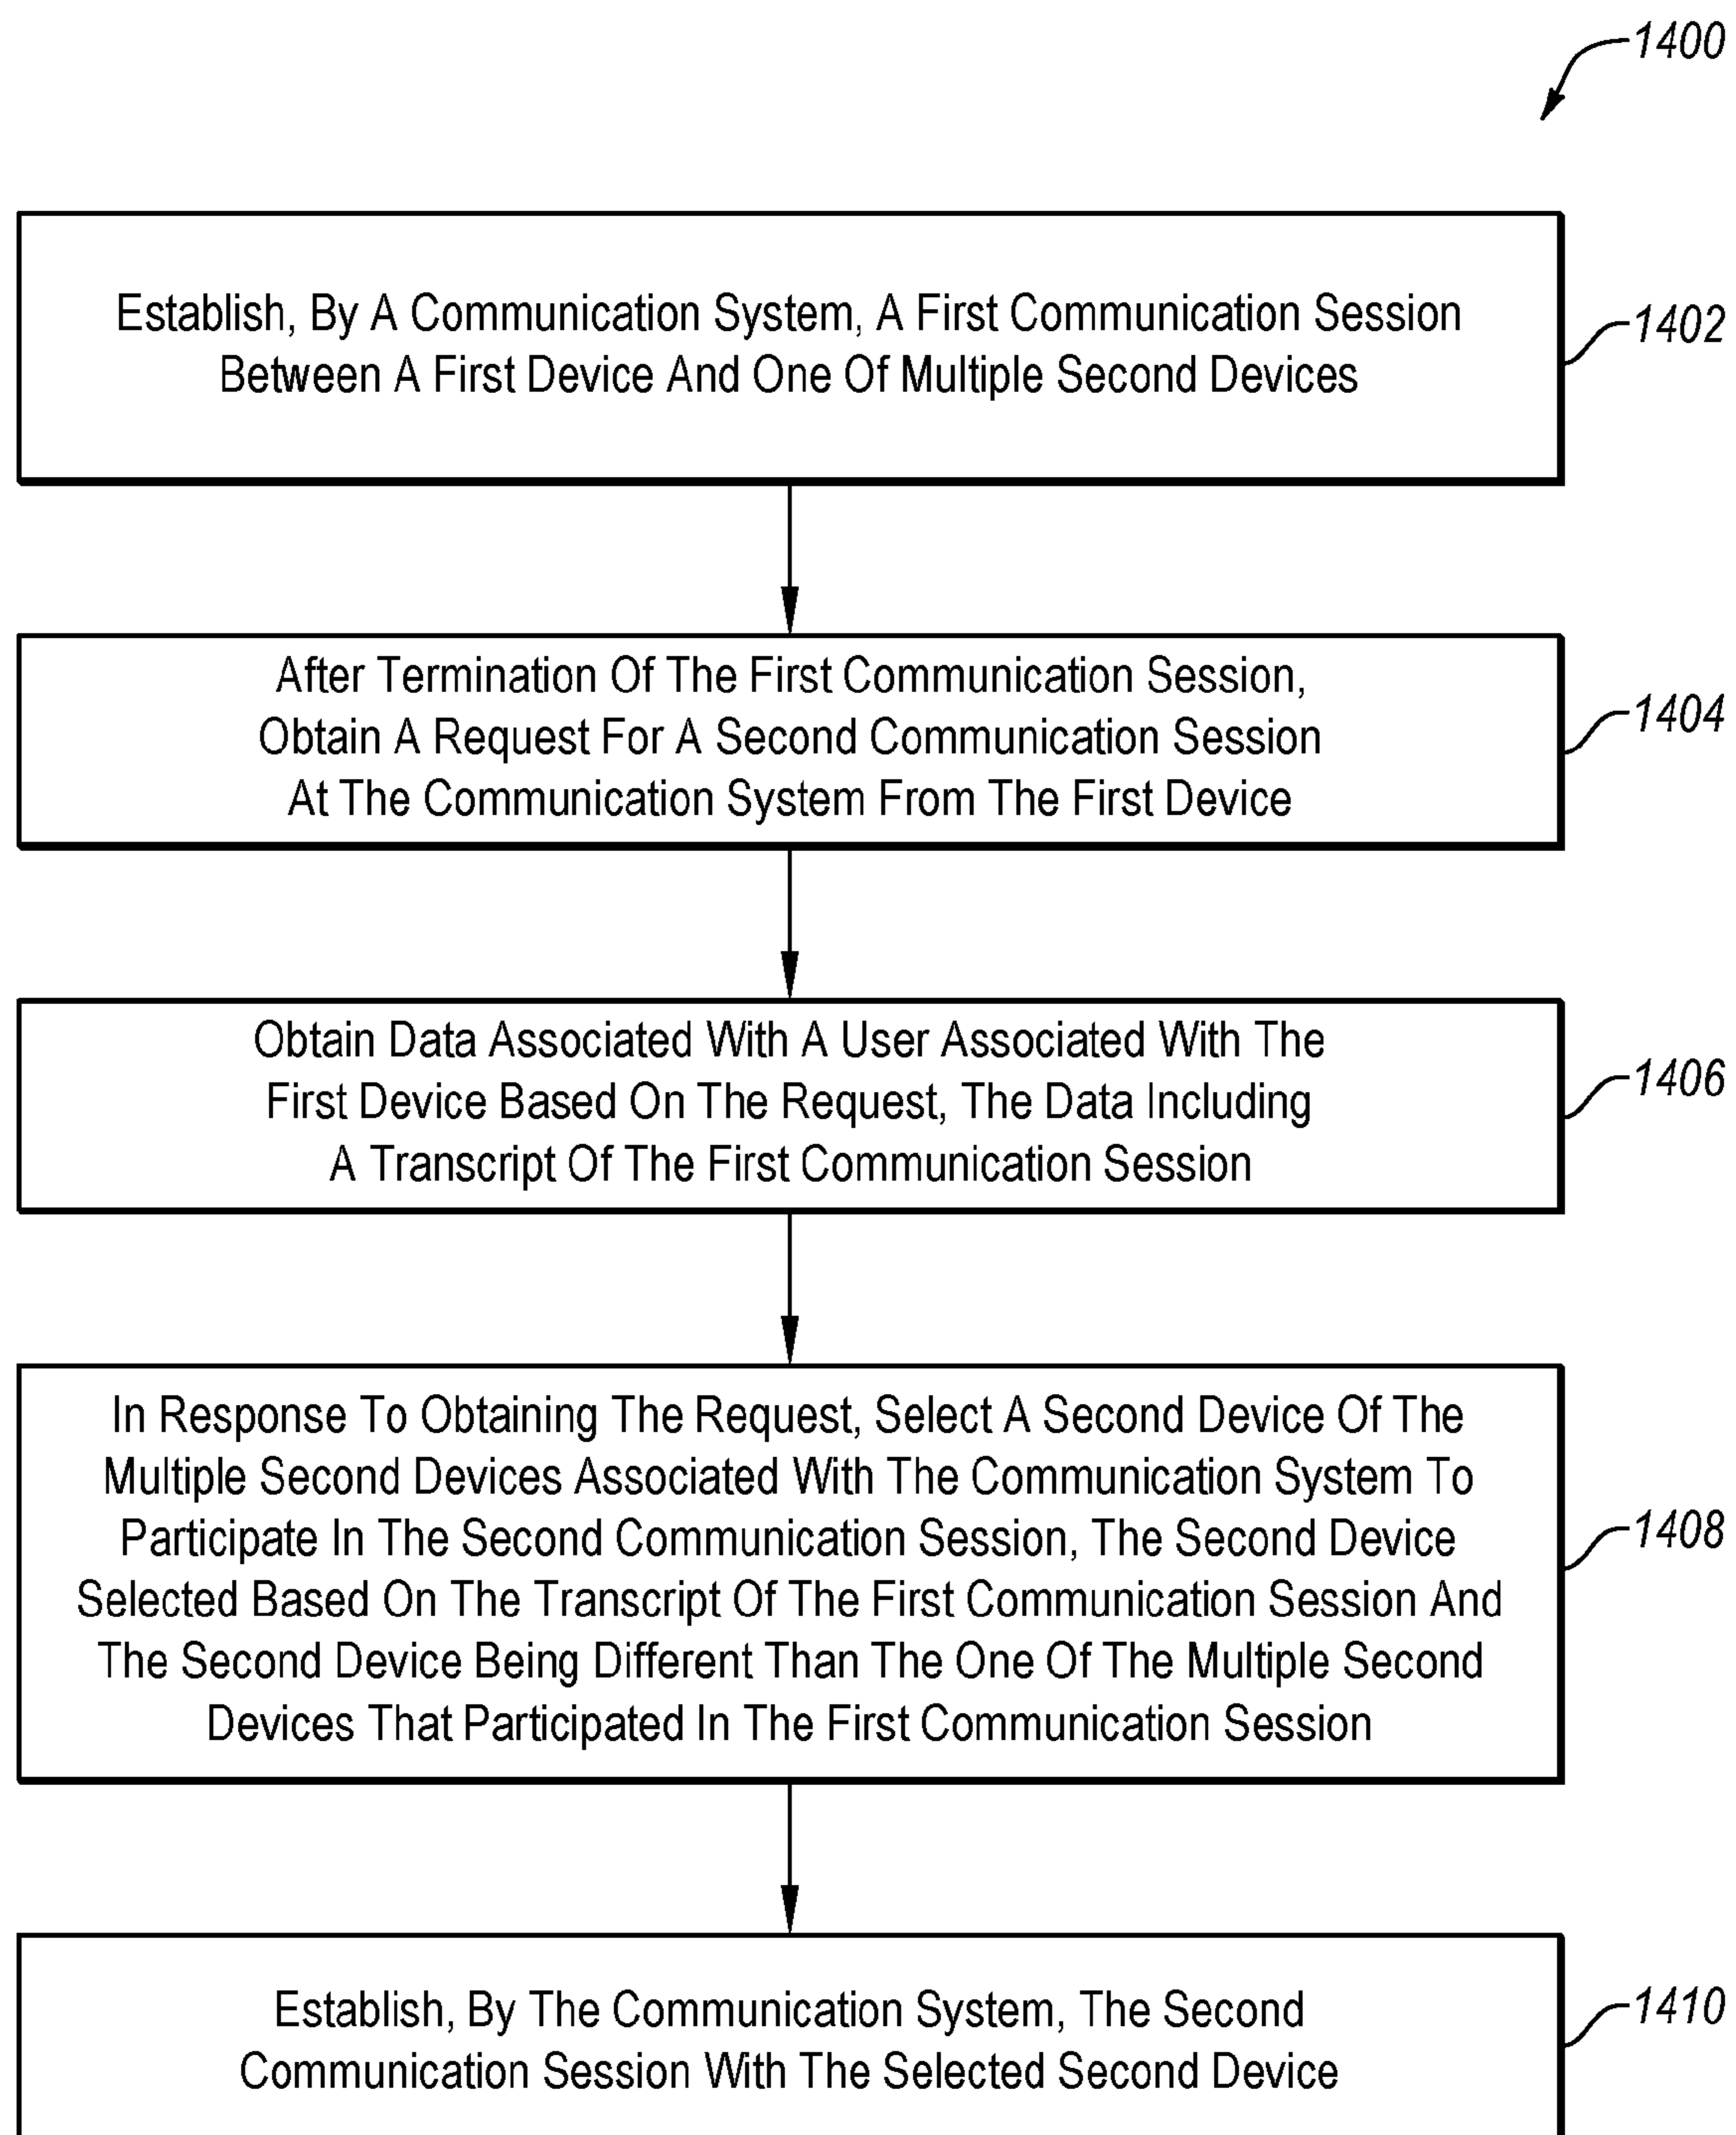 1400
Establish, By A Communication System, A First Communication Session
Between A First Device And One Of Multiple Second Devices
1402
After Termination Of The First Communication Session,
Obtain A Request For A Second Communication Session
At The Communication System From The First Device
1404
Obtain Data Associated With A User Associated With The
First Device Based On The Request, The Data Including
A Transcript Of The First Communication Session
1406
In Response To Obtaining The Request, Select A Second Device Of The
Multiple Second Devices Associated With The Communication System To
Participate In The Second Communication Session, The Second Device
Selected Based On The Transcript Of The First Communication Session And
The Second Device Being Different Than The One Of The Multiple Second
Devices That Participated In The First Communication Session
1408
Establish, By The Communication System, The Second
Communication Session With The Selected Second Device
1410